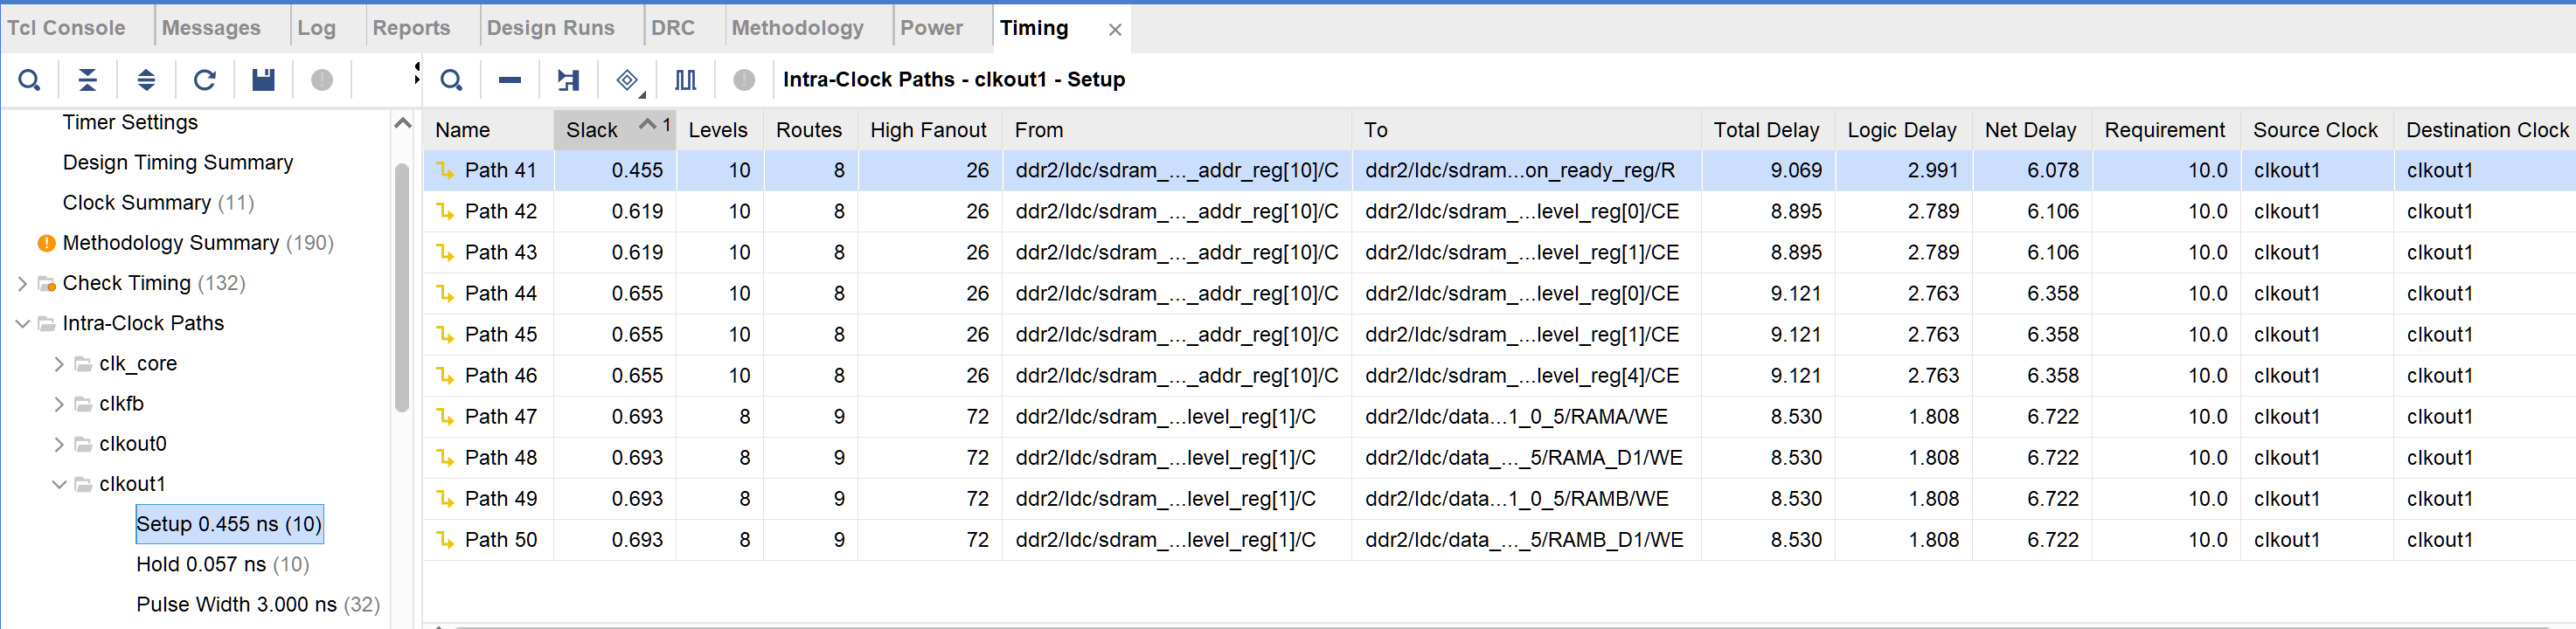 Tcl Console Messages Log Reports Design Runs DRC Methodology Power Timing
Intra-Clock Paths - clkout1 - Setup
Timer Settings
Design Timing Summary
Clock Summary (11)
Methodology Summary (190)
Check Timing (132)
Intra-Clock Paths
clk_core
clkfb
clkout0
clkout1
Setup 0.455 ns (10)
Hold 0.057 ns (10)
Pulse Width 3.000 ns (32)
Name Slack 1 Levels Routes High Fanout From To Total Delay Logic Delay Net Delay Requirement Source Clock Destination Clock
Path 41 0.455 10 8 26 ddr2/ldc/sdram_..._addr_reg[10]/C ddr2/ldc/sdram...on_ready_reg/R 9.069 2.991 6.078 10.0 clkout1 clkout1
Path 42 0.619 10 8 26 ddr2/ldc/sdram_..._addr_reg[10]/C ddr2/ldc/sdram_...level_reg[0]/CE 8.895 2.789 6.106 10.0 clkout1 clkout1
Path 43 0.619 10 8 26 ddr2/ldc/sdram_..._addr_reg[10]/C ddr2/ldc/sdram_...level_reg[1]/CE 8.895 2.789 6.106 10.0 clkout1 clkout1
Path 44 0.655 10 8 26 ddr2/ldc/sdram_..._addr_reg[10]/C ddr2/ldc/sdram_...level_reg[0]/CE 9.121 2.763 6.358 10.0 clkout1 clkout1
Path 45 0.655 10 8 26 ddr2/ldc/sdram_..._addr_reg[10]/C ddr2/ldc/sdram_...level_reg[1]/CE 9.121 2.763 6.358 10.0 clkout1 clkout1
Path 46 0.655 10 8 26 ddr2/ldc/sdram_..._addr_reg[10]/C ddr2/ldc/sdram_...level_reg[4]/CE 9.121 2.763 6.358 10.0 clkout1 clkout1
Path 47 0.693 8 9 72 ddr2/ldc/sdram_...level_reg[1]/C ddr2/ldc/data...1_0_5/RAMA/WE 8.530 1.808 6.722 10.0 clkout1 clkout1
Path 48 0.693 8 9 72 ddr2/ldc/sdram_...level_reg[1]/C ddr2/ldc/data_..._5/RAMA_D1/WE 8.530 1.808 6.722 10.0 clkout1 clkout1
Path 49 0.693 8 9 72 ddr2/ldc/sdram_...level_reg[1]/C ddr2/ldc/data...1_0_5/RAMB/WE 8.530 1.808 6.722 10.0 clkout1 clkout1
Path 50 0.693 8 9 72 ddr2/ldc/sdram_...level_reg[1]/C ddr2/ldc/data_..._5/RAMB_D1/WE 8.530 1.808 6.722 10.0 clkout1 clkout1